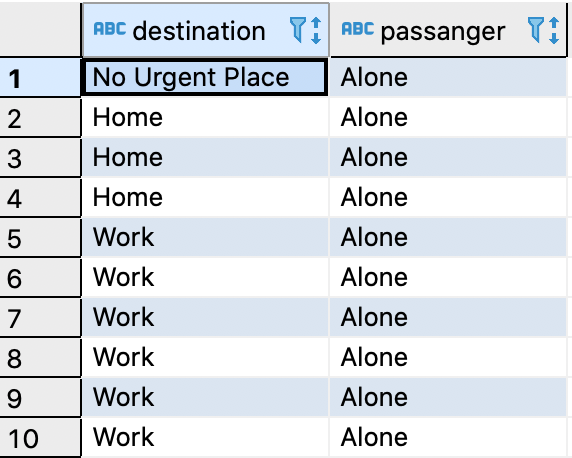 ABC destination ABC passanger
1 No Urgent Place Alone
2 Home Alone
3 Home Alone
4 Home Alone
5 Work Alone
6 Work Alone
7 Work Alone
8 Work Alone
9 Work Alone
10 Work Alone